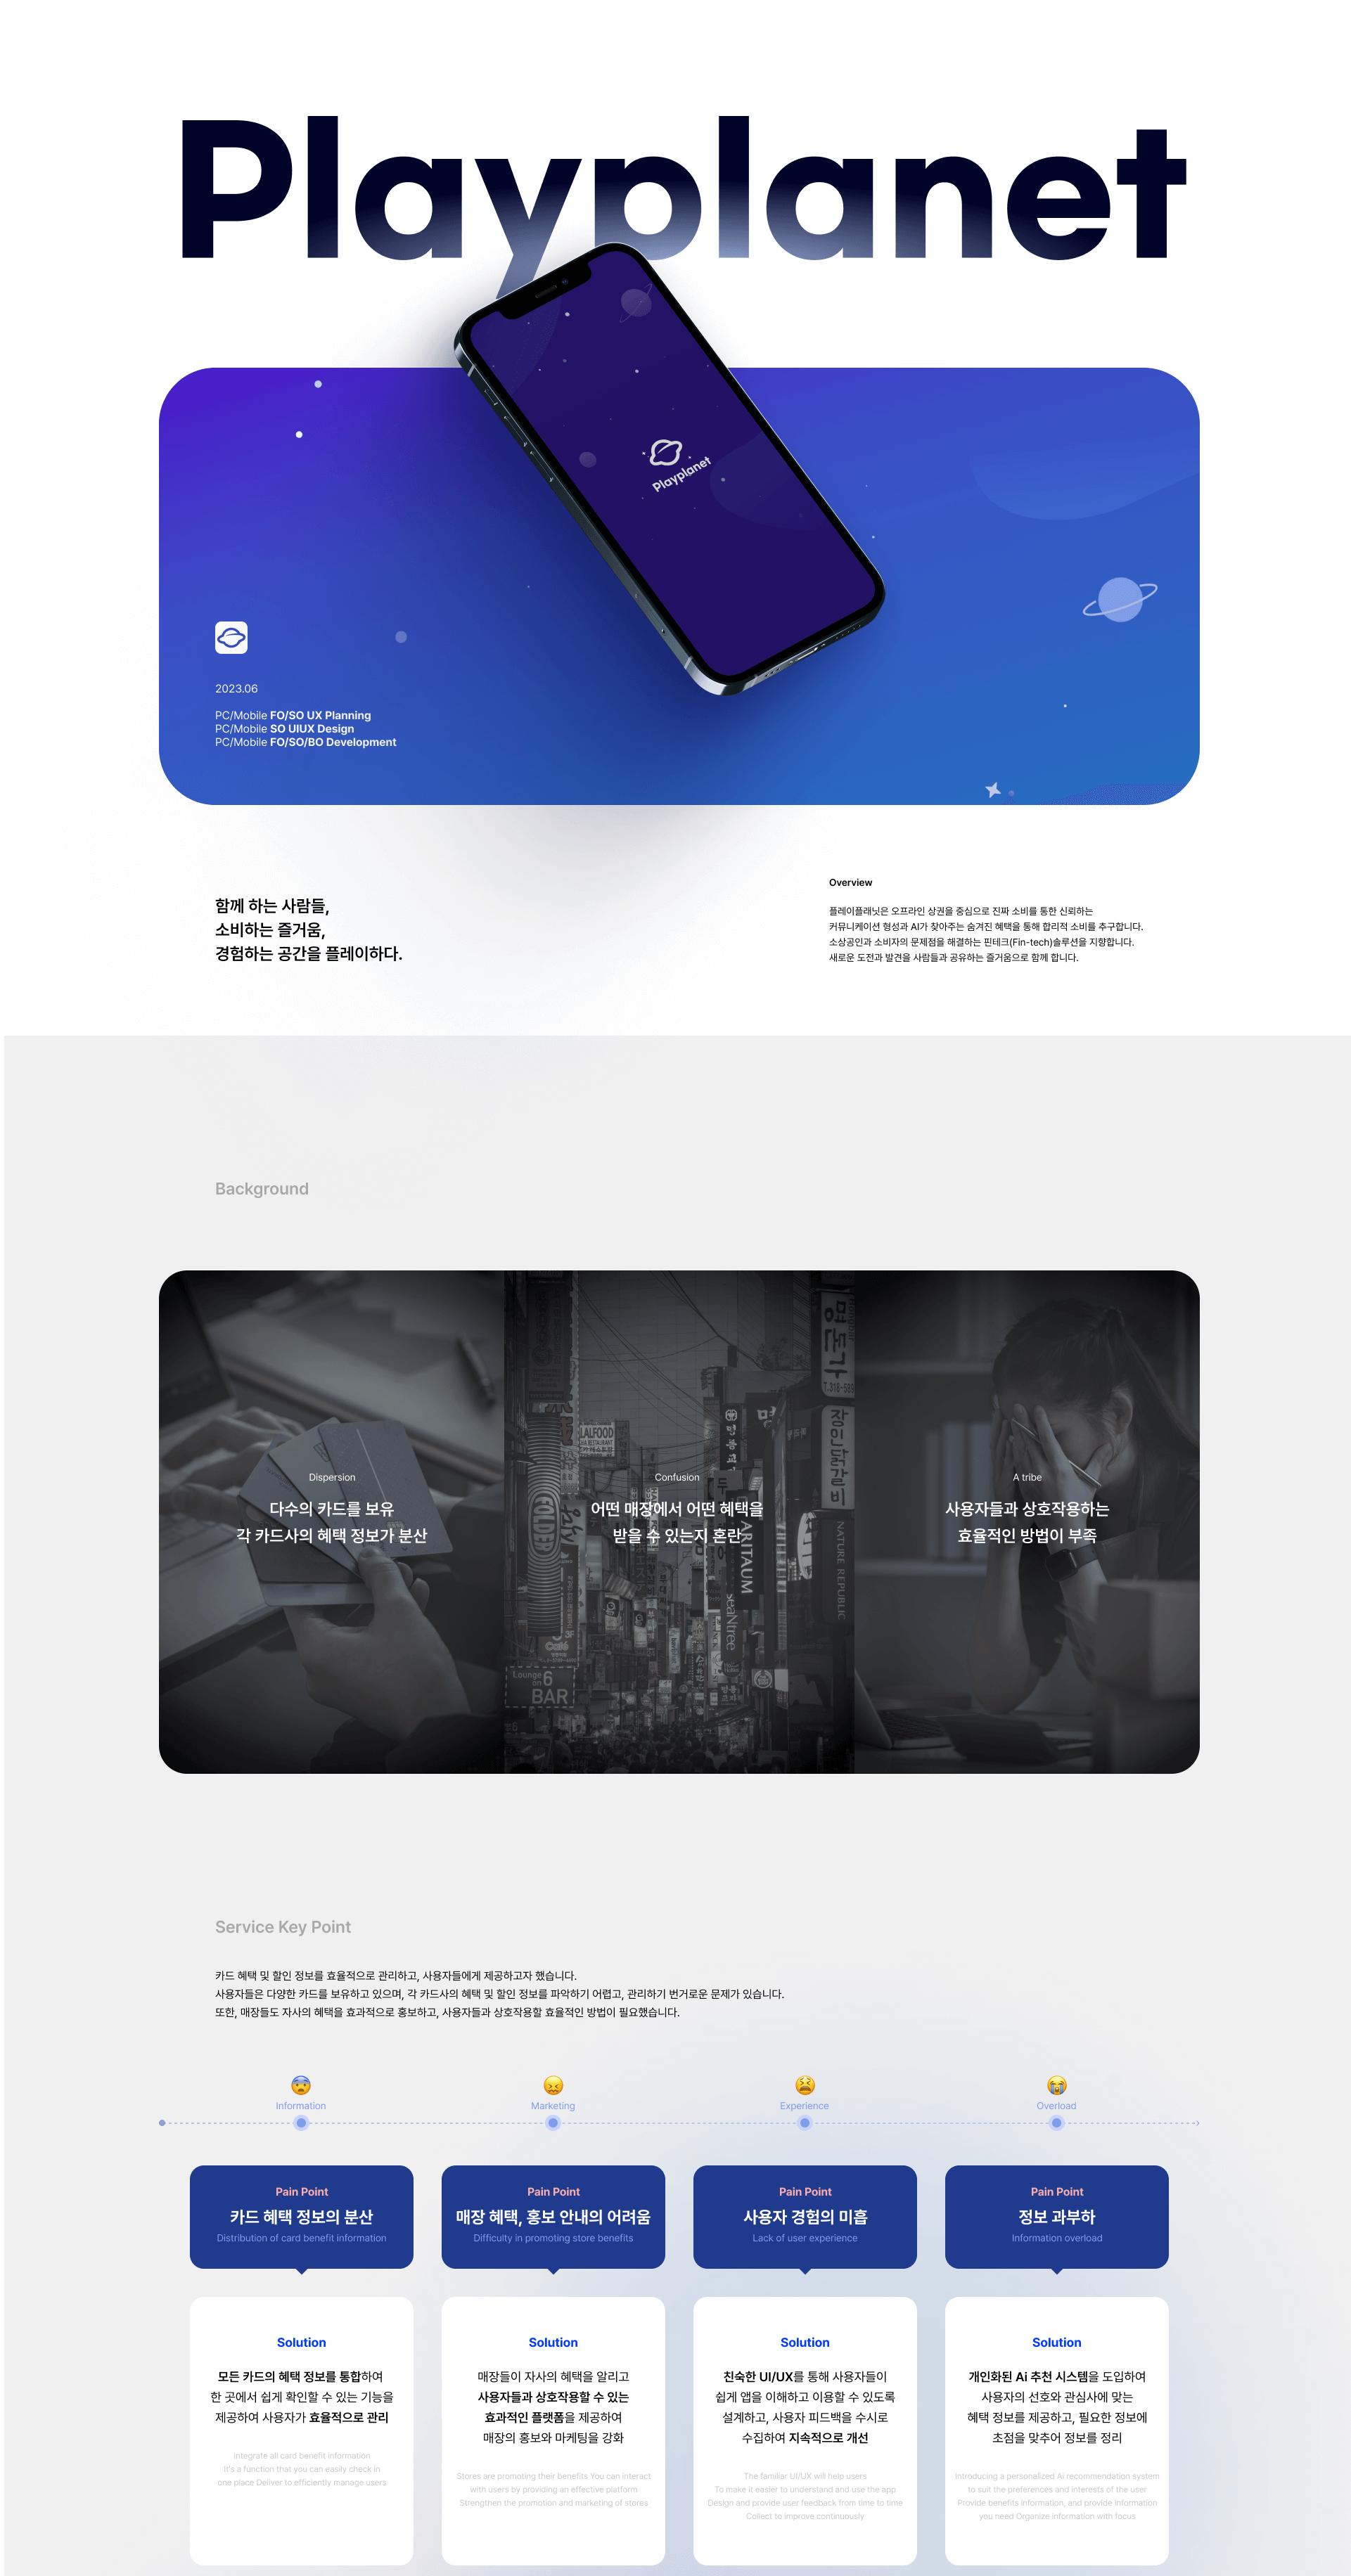 Playplanet
Playplanet
2023.06
PC/Mobile FO/SO UX Planning
PC/Mobile SO UIUX Design
PC/Mobile FO/SO/BO Development
함께 하는 사람들,
소비하는 즐거움,
경험하는 공간을 플레이하다.
Overview
플레이플래닛은 오프라인 상권을 중심으로 진짜 소비를 통한 신뢰하는
커뮤니케이션 형성과 AI가 찾아주는 숨겨진 혜택을 통해 합리적 소비를 추구합니다.
소상공인과 소비자의 문제점을 해결하는 핀테크(Fin-tech)솔루션을 지향합니다.
새로운 도전과 발견을 사람들과 공유하는 즐거움으로 함께 합니다.
Background
Dispersion
다수의 카드를 보유
각 카드사의 혜택 정보가 분산
Confusion
어떤 매장에서 어떤 혜택을
받을 수 있는지 혼란
A tribe
사용자들과 상호작용하는
효율적인 방법이 부족
LALFOOD
장인닭갈비
ARITAUM
NATURE REPUBLIC
seaNtree
Café
Lounge
on 6
BAR
Service Key Point
카드 혜택 및 할인 정보를 효율적으로 관리하고, 사용자들에게 제공하고자 했습니다.
사용자들은 다양한 카드를 보유하고 있으며, 각 카드사의 혜택 및 할인 정보를 파악하기 어렵고, 관리하기 번거로운 문제가 있습니다.
또한, 매장들도 자사의 혜택을 효과적으로 홍보하고, 사용자들과 상호작용할 효율적인 방법이 필요했습니다.
Information
Marketing
Experience
Overload
Pain Point
카드 혜택 정보의 분산
Distribution of card benefit information
Pain Point
매장 혜택, 홍보 안내의 어려움
Difficulty in promoting store benefits
Pain Point
사용자 경험의 미흡
Lack of user experience
Pain Point
정보 과부하
Information overload
Solution
모든 카드의 혜택 정보를 통합하여
한 곳에서 쉽게 확인할 수 있는 기능을
제공하여 사용자가 효율적으로 관리
Integrate all card benefit information
It's a function that you can easily check in
one place Deliver to efficiently manage users
Solution
매장들이 자사의 혜택을 알리고
사용자들과 상호작용할 수 있는
효과적인 플랫폼을 제공하여
매장의 홍보와 마케팅을 강화
Stores are promoting their benefits You can interact
with users by providing an effective platform
Strengthen the promotion and marketing of stores
Solution
친숙한 UI/UX를 통해 사용자들이
쉽게 앱을 이해하고 이용할 수 있도록
설계하고, 사용자 피드백을 수시로
수집하여 지속적으로 개선
The familiar UI/UX will help users
To make it easier to understand and use the app
Design and provide user feedback from time to time
Collect to improve continuously
Solution
개인화된 Ai 추천 시스템을 도입하여
사용자의 선호와 관심사에 맞는
혜택 정보를 제공하고, 필요한 정보에
초점을 맞추어 정보를 정리
Introducing a personalized Ai recommendation system
to suit the preferences and interests of the user
Provide benefits information, and provide information
you need Organize information with focus